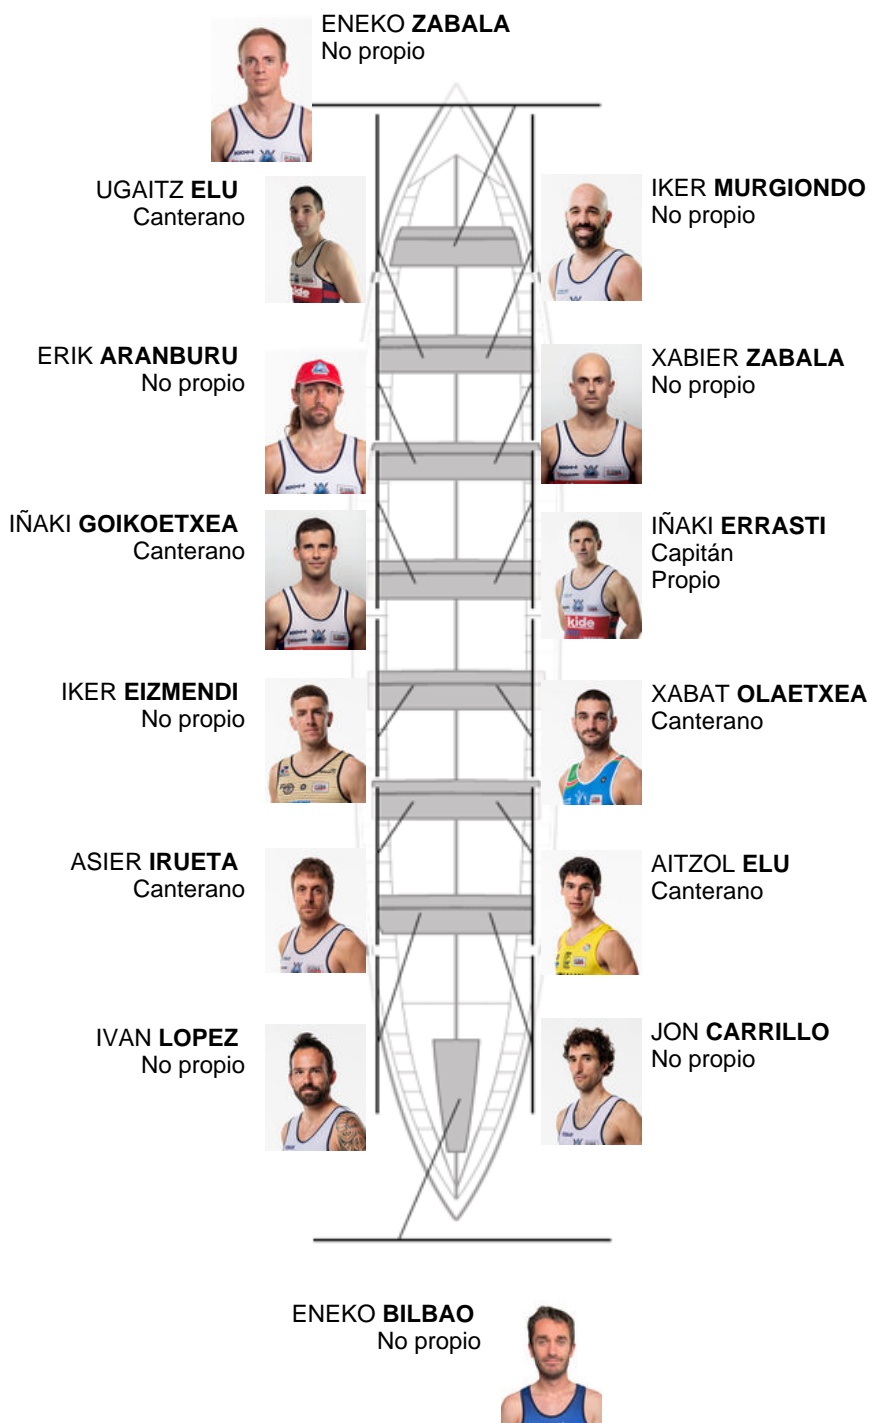 ENEKO ZABALA
No propio
UGAITZ ELU
Canterano
IKER MURGIONDO
No propio
ERIK ARANBURU
No propio
XABIER ZABALA
No propio
IÑAKI GOIKOETXEA
Canterano
IÑAKI ERRASTI
Capitán
Propio
kide
IKER EIZMENDI
No propio
XABAT OLAETXEA
Canterano
ASIER IRUETA
Canterano
AITZOL ELU
Canterano
IVAN LOPEZ
No propio
JON CARRILLO
No propio
ENEKO BILBAO
No propio